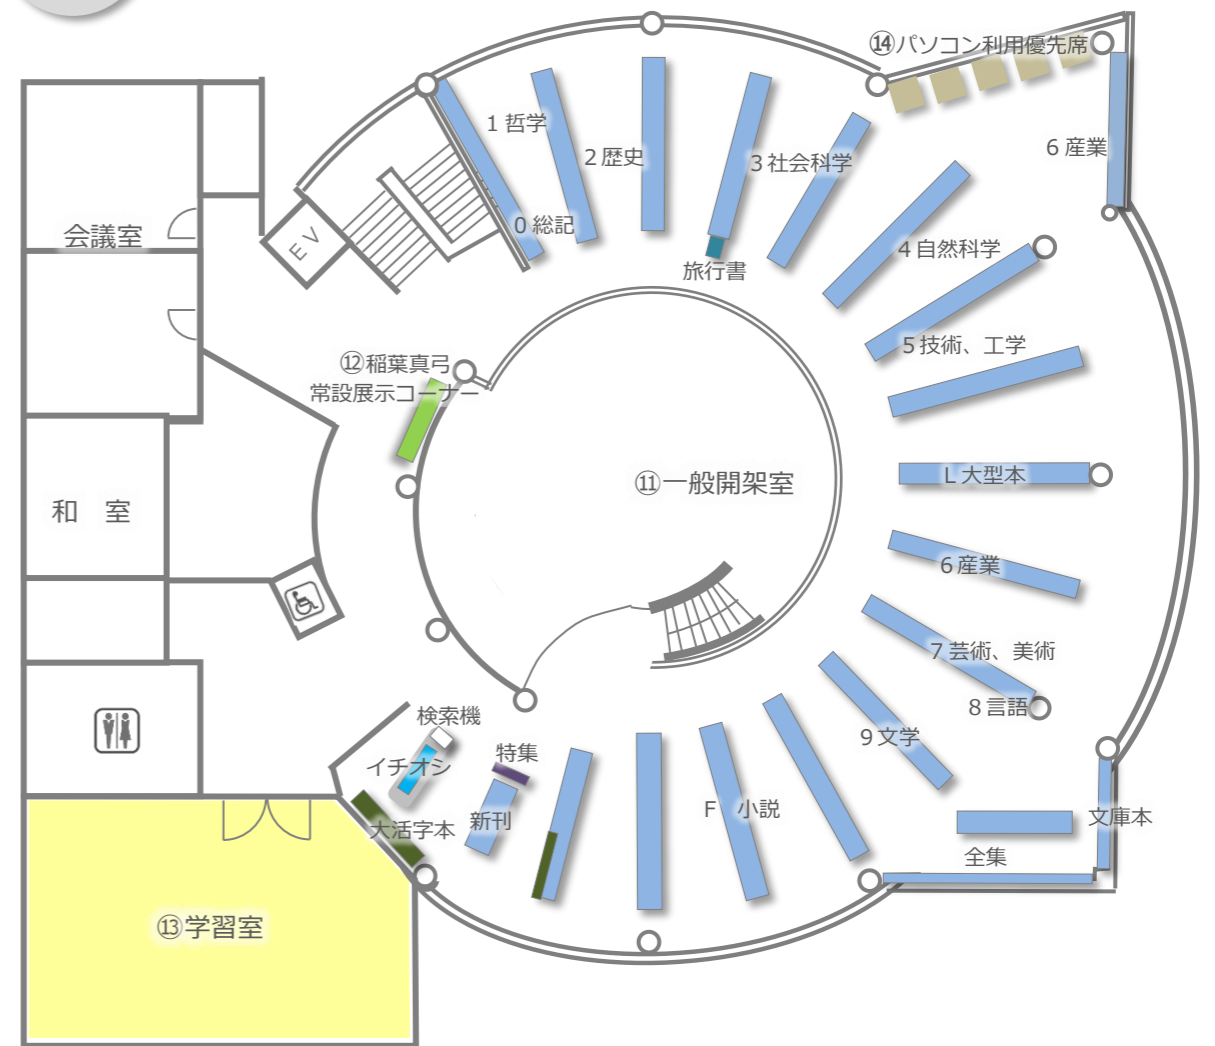 ⑭パソコン利用優先席
1 哲学
2 歴史
3 社会科学
6 産業
0 総記
会議室
EV
4 自然科学
旅行書
5 技術、工学
⑫稲葉真弓
常設展示コーナー
L 大型本
⑪一般開架室
和 室
6 産業
7 芸術、美術
8 言語
検索機
9 文学
特集
イチオシ
F 小説
文庫本
新刊
大活字本
全集
⑬学習室